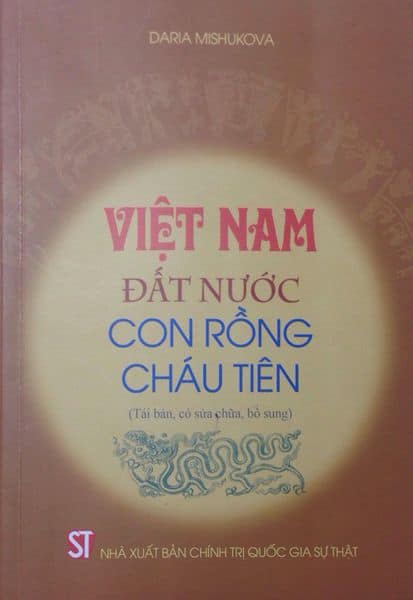 DARIA MISHUKOVA
VIỆT NAM
ĐẤT NƯỚC
CON RỒNG
CHÁU TIÊN
(Tái bản, có sửa chữa, bổ sung)
ST NHÀ XUẤT BẢN CHÍNH TRỊ QUỐC GIA SỰ THẬT